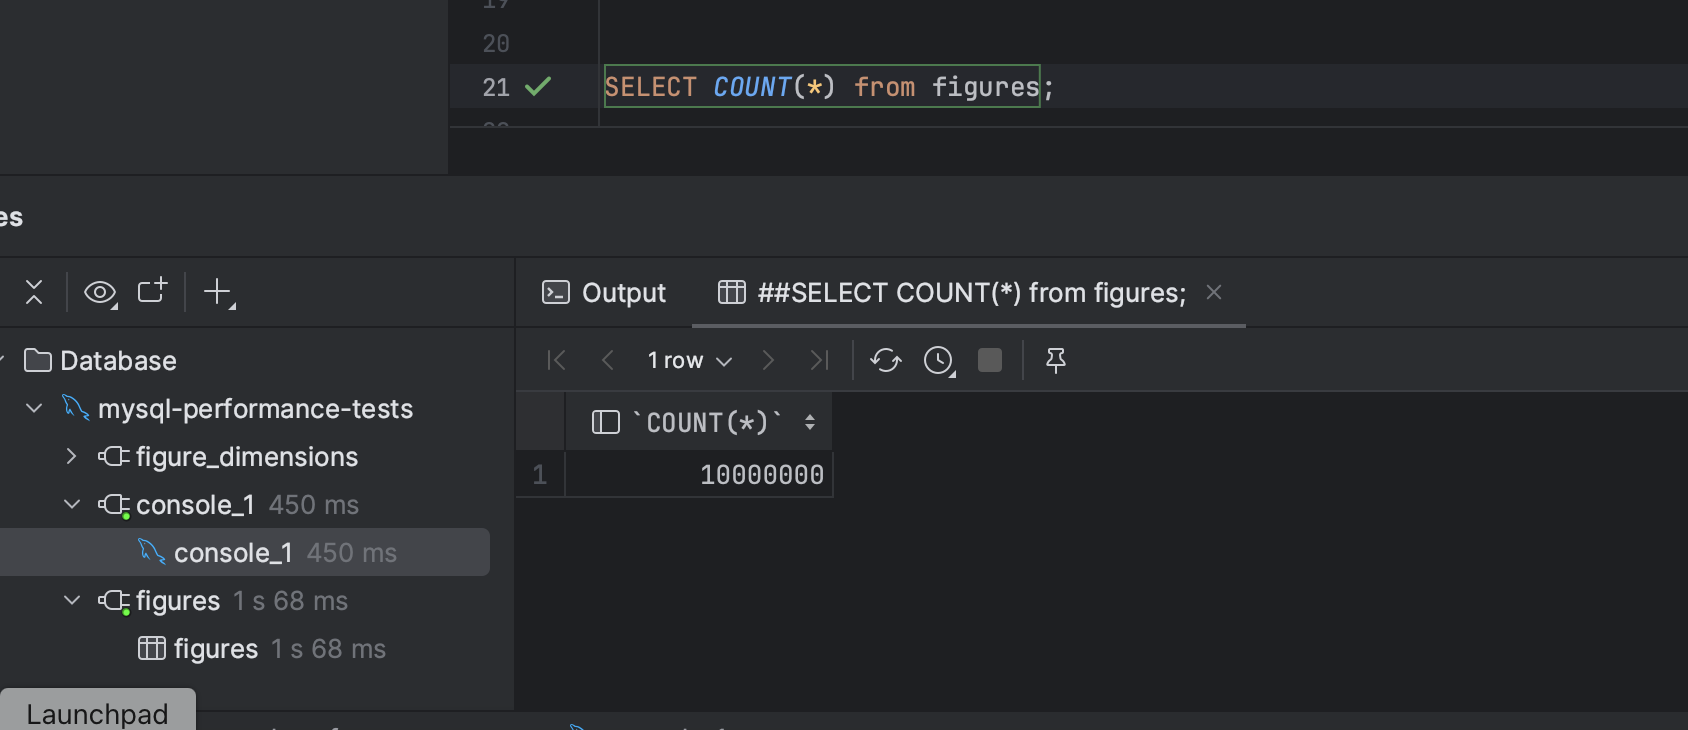 19
20
21 SELECT COUNT(*) from figures;
es
Output ##SELECT COUNT(*) from figures;
1 row
Database
mysql-performance-tests
figure_dimensions
console_1 450 ms
console_1 450 ms
figures 1 s 68 ms
figures 1 s 68 ms
`COUNT(*)`
1 10000000
Launchpad